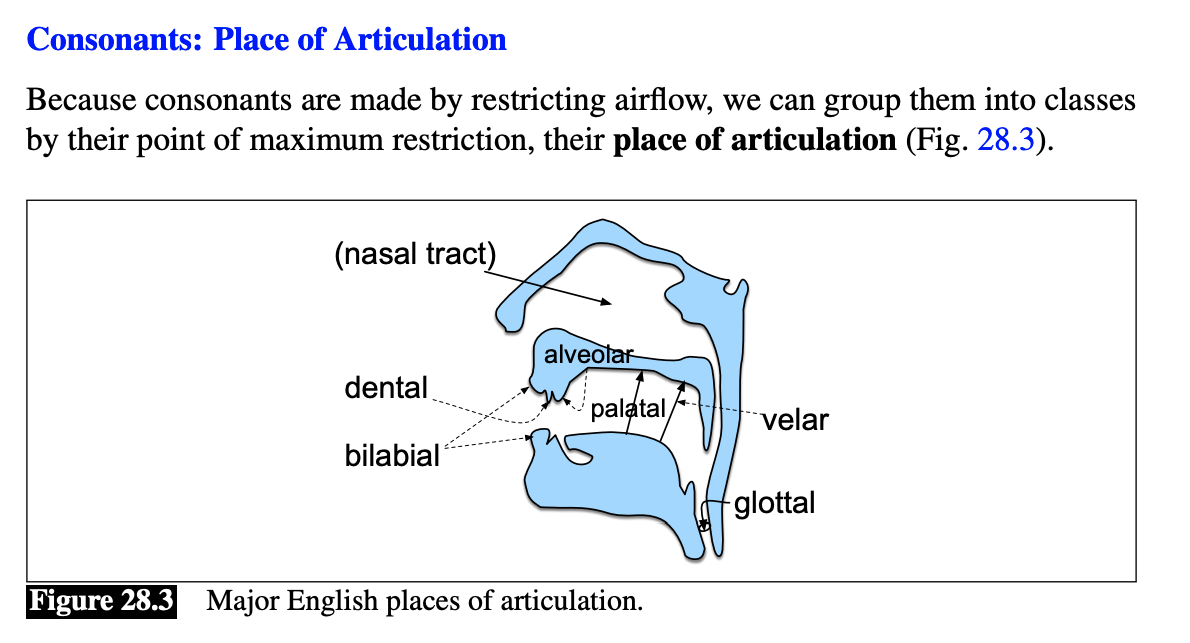 Consonants: Place of Articulation
Because consonants are made by restricting airflow, we can group them into classes
by their point of maximum restriction, their place of articulation (Fig. 28.3).
(nasal tract)
alveolar
dental
palatal
velar
bilabial
glottal
Figure 28.3 Major English places of articulation.